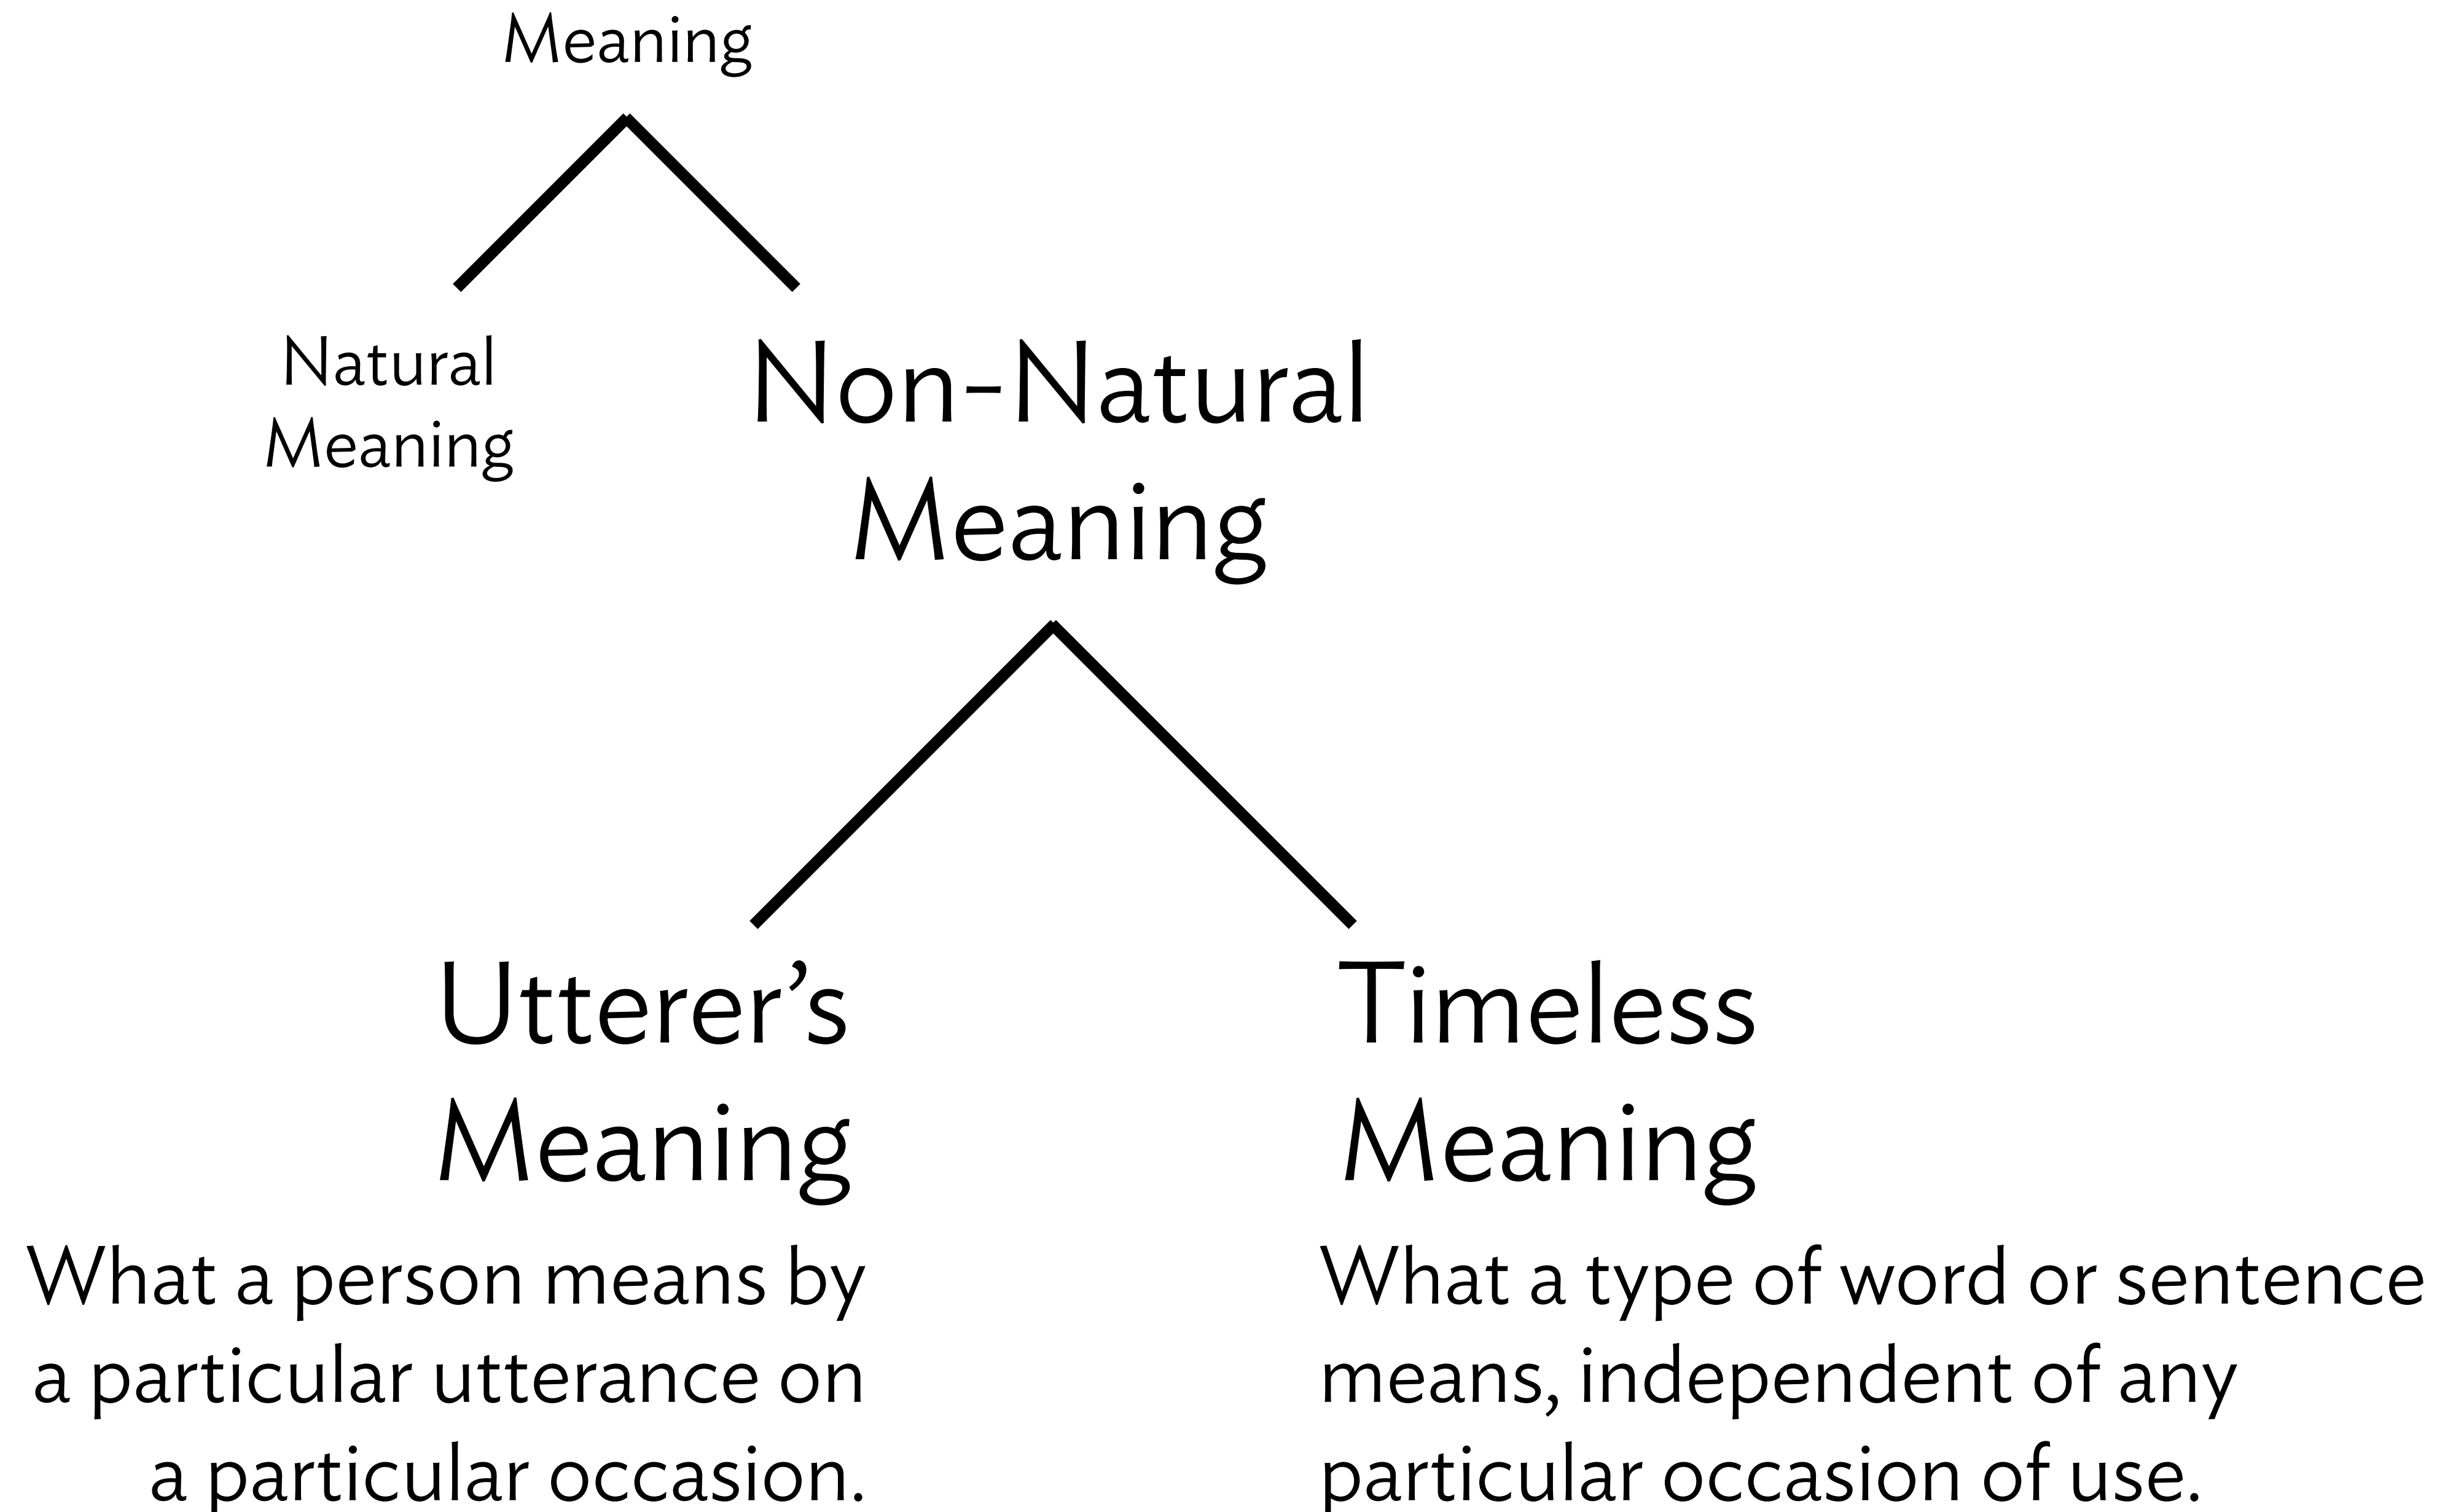 Meaning
Natural
Meaning
Non-Natural
Meaning
Utterer’s
Meaning
What a person means by
a particular utterance on
a particular occasion.
Timeless
Meaning
What a type of word or sentence
means, independent of any
particular occasion of use.